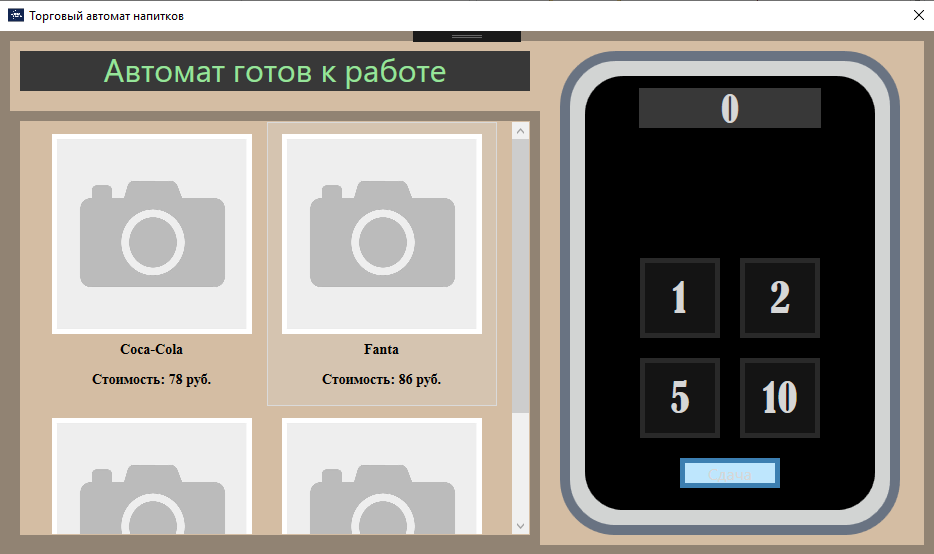 Торговый автомат напитков
Автомат готов к работе
0
Coca-Cola
Стоимость: 78 руб.
Fanta
Стоимость: 86 руб.
1
2
5
10
Сдача